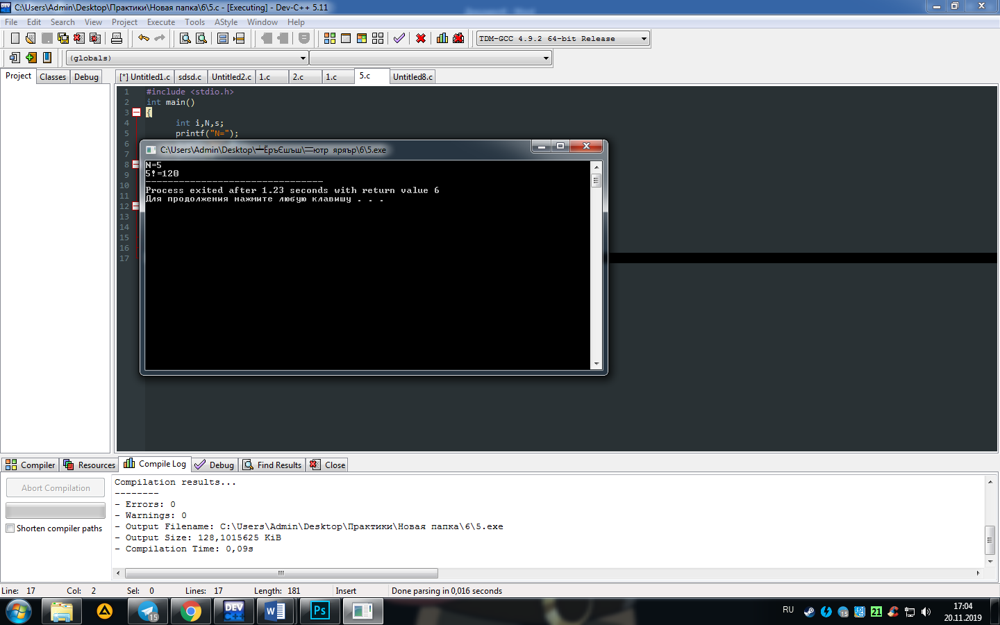 C:\Users\Admin\Desktop\Практики\Новая папка\6\5.c - [Executing] - Dev-C++ 5.11
File Edit Search View Project Execute Tools AStyle Window Help
TDM-GCC 4.9.2 64-bit Release
(globals)
Project Classes Debug
[*] Untitled1.c sdsd.c Untitled2.c 1.c 2.c 1.c 5.c Untitled8.c
1 #include <stdio.h>
2 int main()
3 {
4 int i,N,s;
5 printf("N=");
6
7
8
9
10
11
12
13
14
15
16
17
C:\Users\Admin\Desktop\╧ЁръЄшъш\═ютр  яряър\6\5.exe
N=5
5!=120
--------------------------------
Process exited after 1.23 seconds with return value 6
Для продолжения нажмите любую клавишу . . .
Compiler Resources Compile Log Debug Find Results Close
Abort Compilation
Shorten compiler paths
Compilation results...
--------
- Errors: 0
- Warnings: 0
- Output Filename: C:\Users\Admin\Desktop\Практики\Новая папка\6\5.exe
- Output Size: 128,1015625 KiB
- Compilation Time: 0,09s
Line: 17 Col: 2 Sel: 0 Lines: 17 Length: 181 Insert Done parsing in 0,016 seconds
15 DEV C++ W Ps
RU 15 21
17:04
20.11.2019